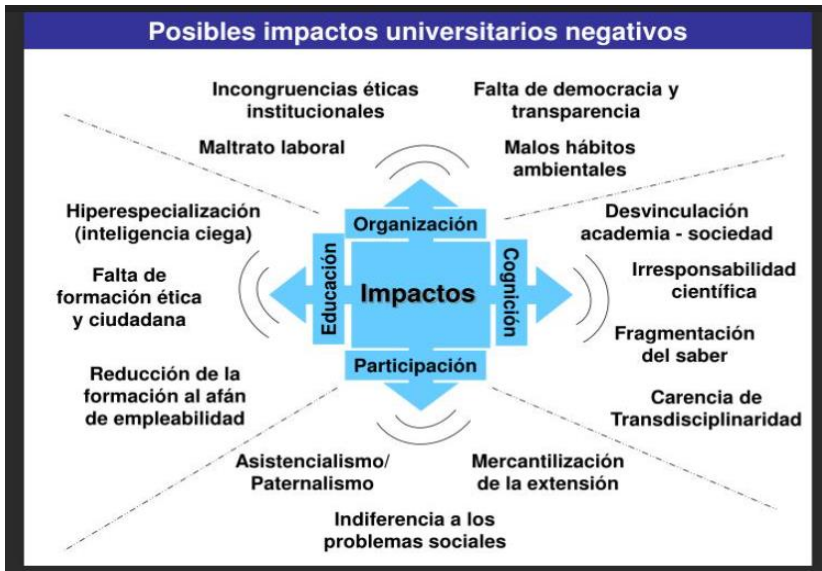 Posibles impactos universitarios negativos
Incongruencias éticas
institucionales
Falta de democracia y
transparencia
Maltrato laboral
Malos hábitos
ambientales
Hiperespecialización
(inteligencia ciega)
Organización
Desvinculación
academia - sociedad
Falta de
formación ética
y ciudadana
Educación
Impactos
Cognición
Irresponsabilidad
científica
Fragmentación
del saber
Reducción de la
formación al afán
de empleabilidad
Participación
Carencia de
Transdisciplinaridad
Asistencialismo/
Paternalismo
Mercantilización
de la extensión
Indiferencia a los
problemas sociales